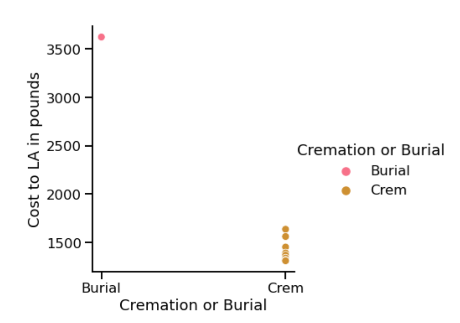 3500
3000
2500
2000
1500
Cost to LA in pounds
Burial
Crem
Cremation or Burial
Cremation or Burial
Burial
Crem